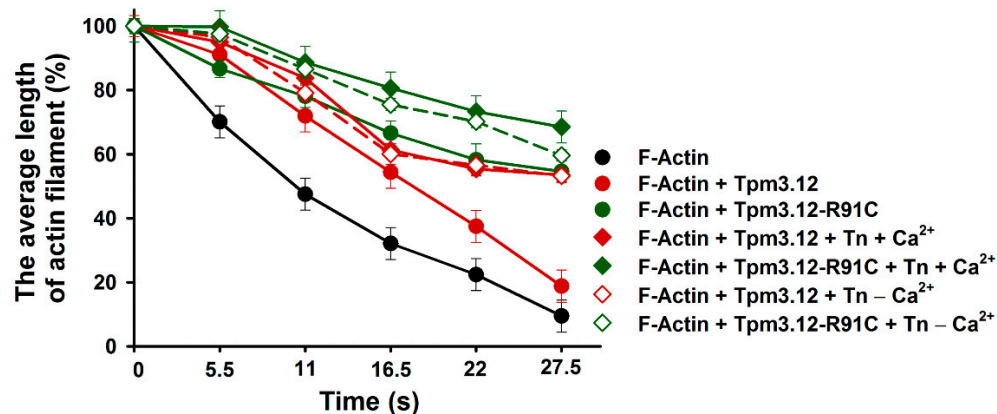 The average length
of actin filament (%)
100
80
60
40
20
0
0 5.5 11 16.5 22 27.5
Time (s)
F-Actin
F-Actin + Tpm3.12
F-Actin + Tpm3.12-R91C
F-Actin + Tpm3.12 + Tn + Ca²⁺
F-Actin + Tpm3.12-R91C + Tn + Ca²⁺
F-Actin + Tpm3.12 + Tn – Ca²⁺
F-Actin + Tpm3.12-R91C + Tn – Ca²⁺